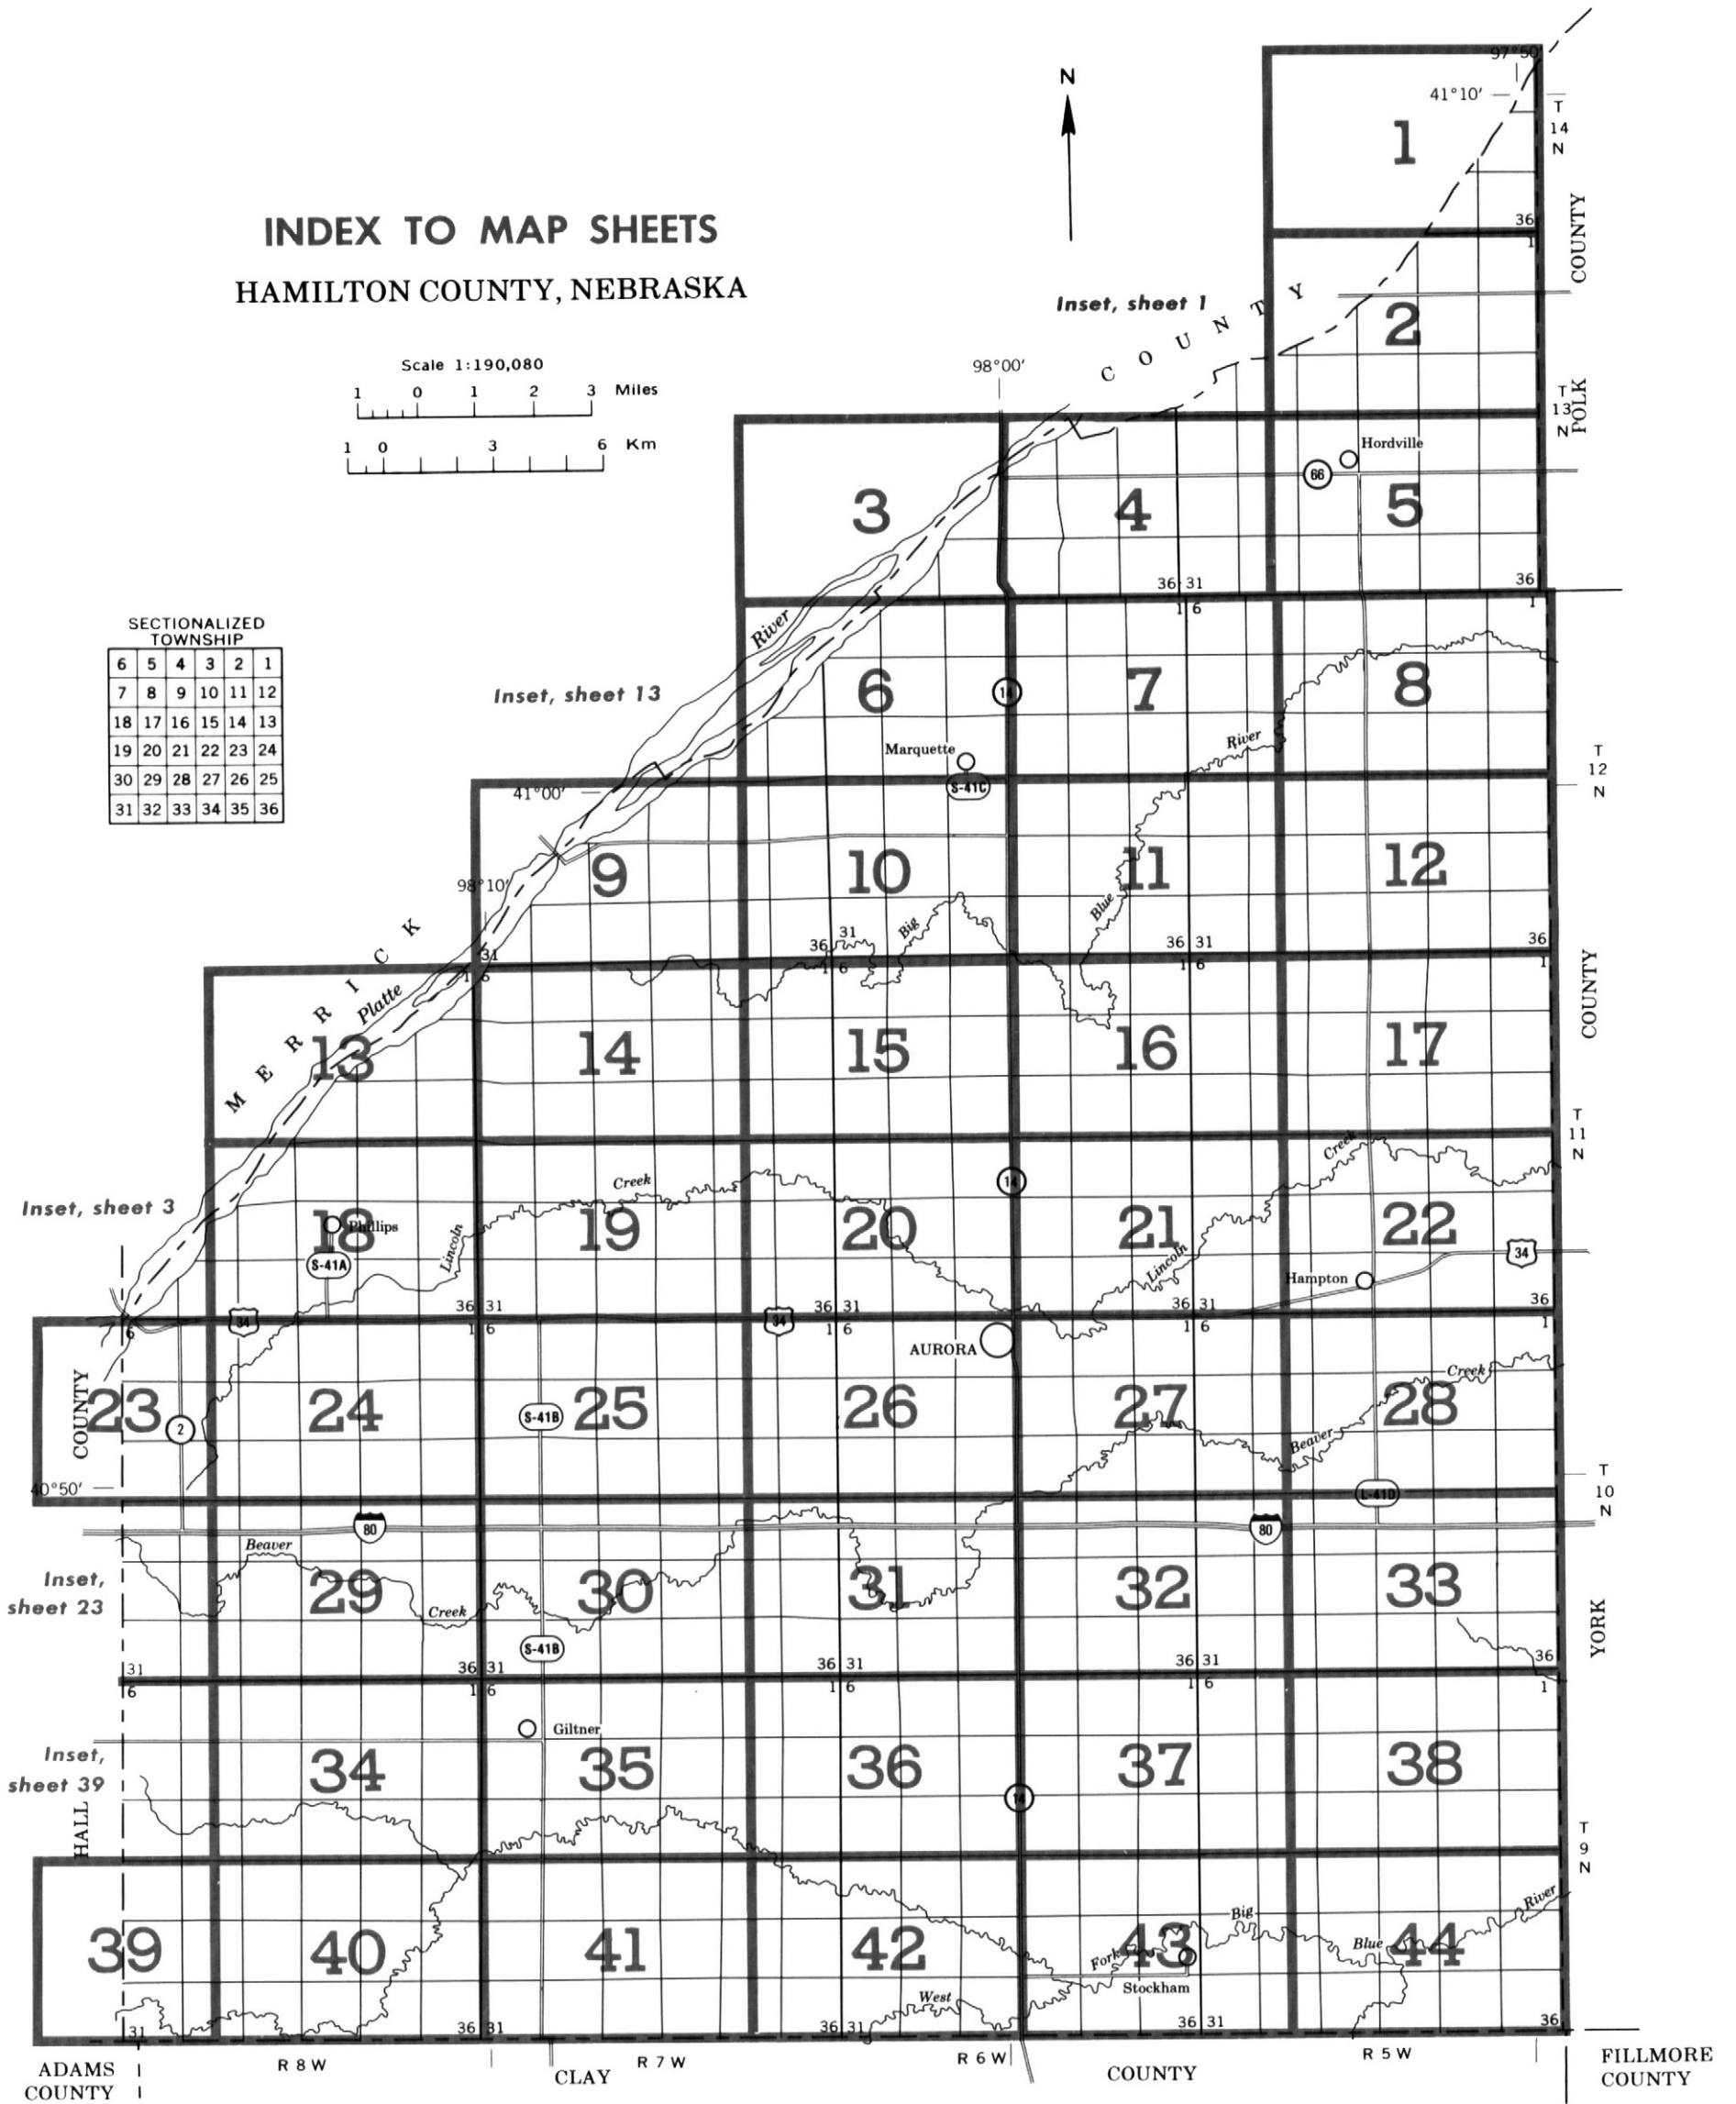 INDEX TO MAP SHEETS
HAMILTON COUNTY, NEBRASKA
Scale 1:190,080
1 0 1 2 3 Miles
1 0 3 6 Km
N
97°50'
41°10'
T 14 N
1
36
1
COUNTY
POLK
Inset, sheet 1
COUNTY
2
98°00'
T 13 N
Hordville
66
3
4
5
36 31
36
1 6
1
SECTIONALIZED
TOWNSHIP
6 5 4 3 2 1
7 8 9 10 11 12
18 17 16 15 14 13
19 20 21 22 23 24
30 29 28 27 26 25
31 32 33 34 35 36
River
Inset, sheet 13
6
14
7
8
Marquette
River
T 12 N
S-41C
41°00'
9
10
11
12
98°10'
Blue
Big
31
36
36 31
36
31
1 6
1 6
1 6
1
MERRICK
Platte
COUNTY
13
14
15
16
17
T 11 N
Creek
Creek
14
Inset, sheet 3
18
Phillips
19
20
21
22
Lincoln
Lincoln
S-41A
34
Hampton
36 31
36 31
36 31
36
34
34
6
1 6
1 6
1 6
1
AURORA
COUNTY
Creek
23
24
25
26
27
28
2
S-41B
Beaver
40°50'
L-41D
T 10 N
80
80
Beaver
Inset,
sheet 23
29
30
31
32
33
Creek
S-41B
YORK
31
36 31
36 31
36 31
36
6
1 6
1 6
1 6
1
Giltner
Inset,
sheet 39
34
35
36
37
38
14
HALL
T 9 N
River
Big
39
40
41
42
43
44
Fork
Blue
Stockham
West
31
36 31
36 31
36 31
36
ADAMS
COUNTY
R 8 W
CLAY
R 7 W
R 6 W
COUNTY
R 5 W
FILLMORE
COUNTY